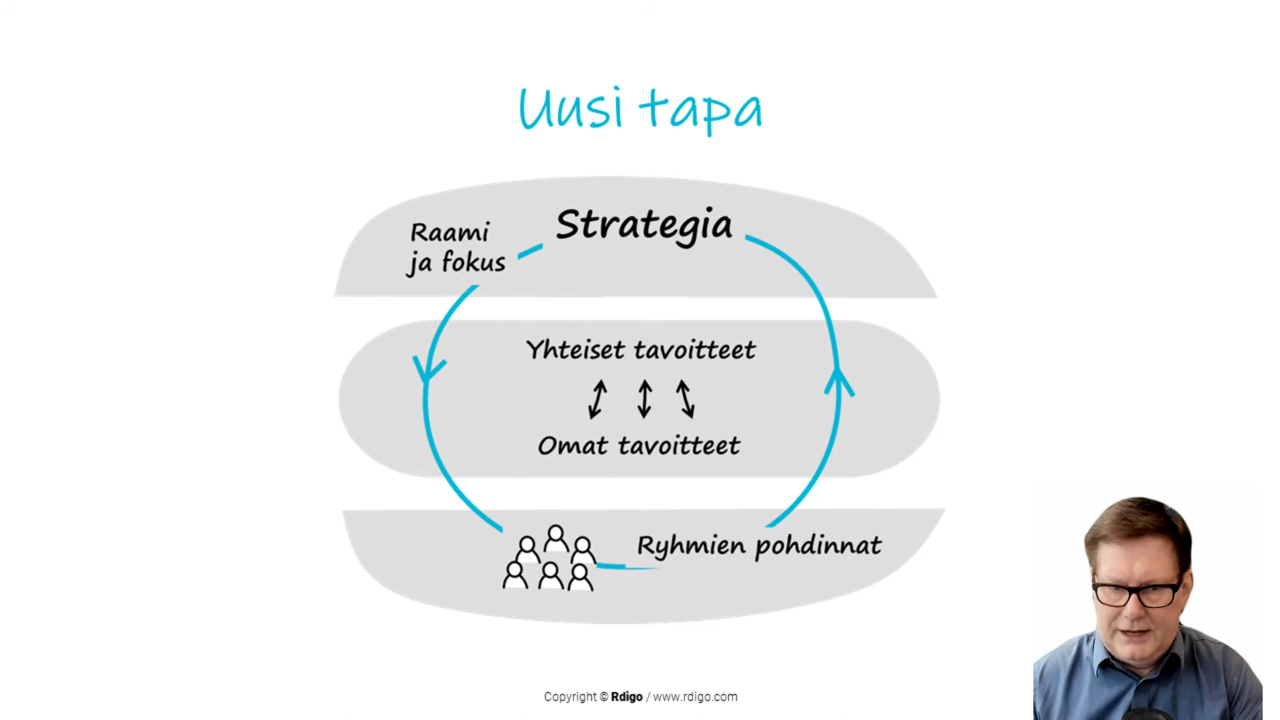 Uusi tapa
Strategia
Raami
ja fokus
Yhteiset tavoitteet
Omat tavoitteet
Ryhmien pohdinnat
Copyright © Rdigo / www.rdigo.com